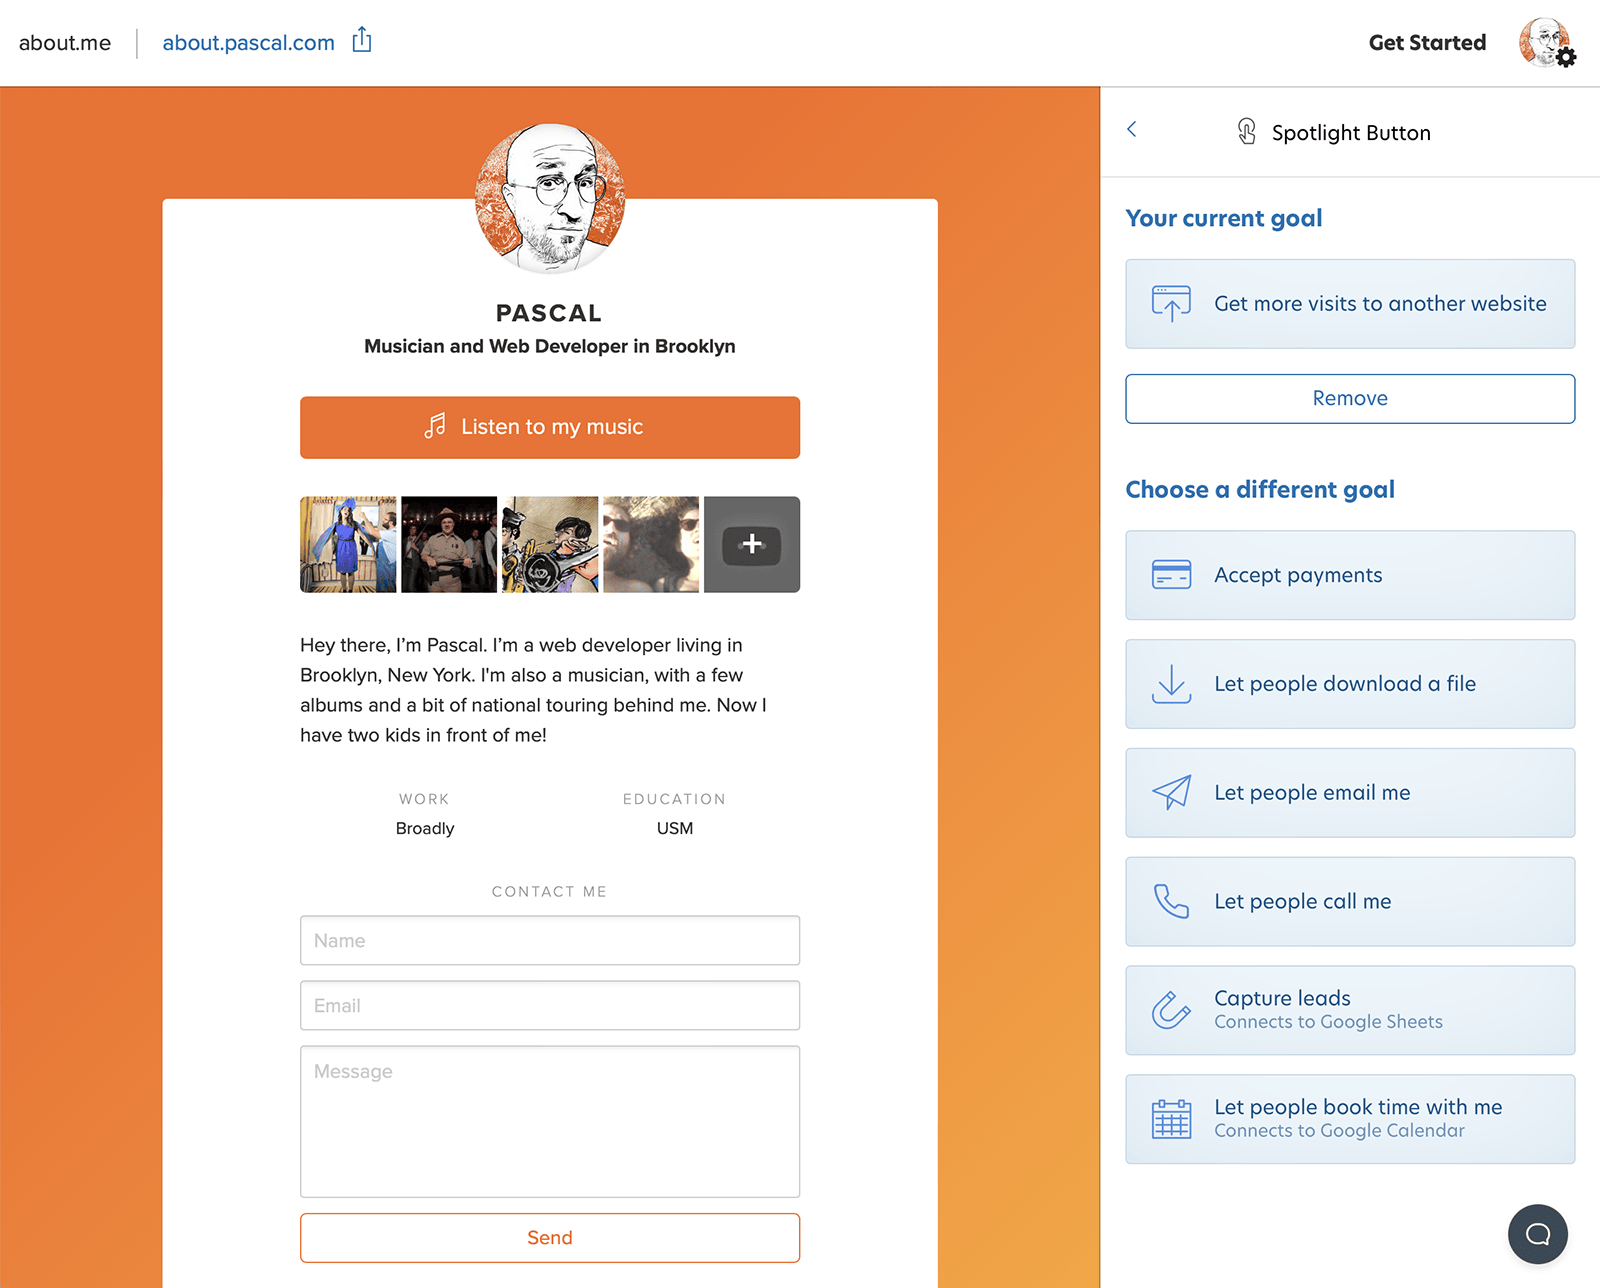 about.me
about.pascal.com
Get Started
PASCAL
Musician and Web Developer in Brooklyn
Listen to my music
Hey there, I’m Pascal. I’m a web developer living in
Brooklyn, New York. I'm also a musician, with a few
albums and a bit of national touring behind me. Now I
have two kids in front of me!
WORK
Broadly
EDUCATION
USM
CONTACT ME
Name
Email
Message
Send
Spotlight Button
Your current goal
Get more visits to another website
Remove
Choose a different goal
Accept payments
Let people download a file
Let people email me
Let people call me
Capture leads
Connects to Google Sheets
Let people book time with me
Connects to Google Calendar